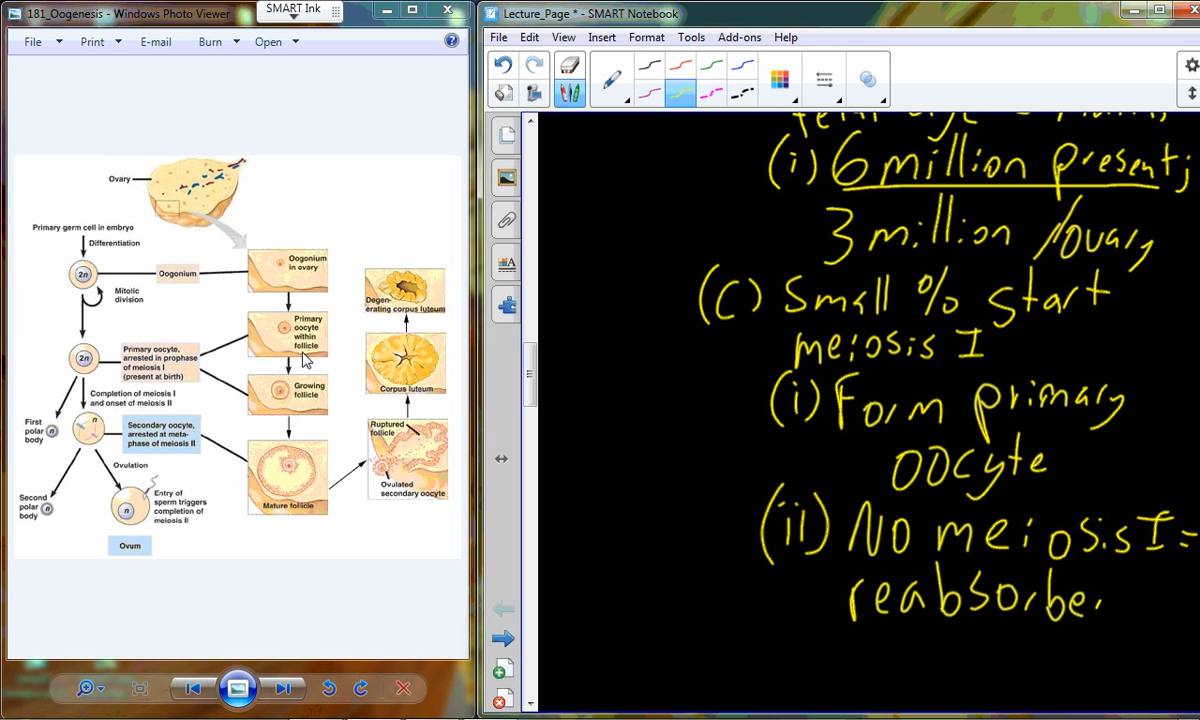 181_Oogenesis - Windows Photo Viewer
SMART Ink
File
Print
E-mail
Burn
Open
Ovary
Primary germ cell in embryo
Differentiation
2n
Oogonium
Mitotic
division
2n
Primary oocyte,
arrested in prophase
of meiosis I
(present at birth)
Completion of meiosis I
and onset of meiosis II
First
polar
body
n
n
Secondary oocyte,
arrested at meta-
phase of meiosis II
Ovulation
Second
polar
body
n
n
Entry of
sperm triggers
completion of
meiosis II
Ovum
Oogonium
in ovary
Primary
oocyte
within
follicle
Growing
follicle
Mature follicle
Degen-
erating corpus luteum
Corpus luteum
Ruptured
follicle
Ovulated
secondary oocyte
Lecture_Page * - SMART Notebook
File Edit View Insert Format Tools Add-ons Help
(i) 6 million present;
3 million /ovary
(C) Small % start
meiosis I
(i) Form primary
oocyte
(ii) No meiosis I =
reabsorbe